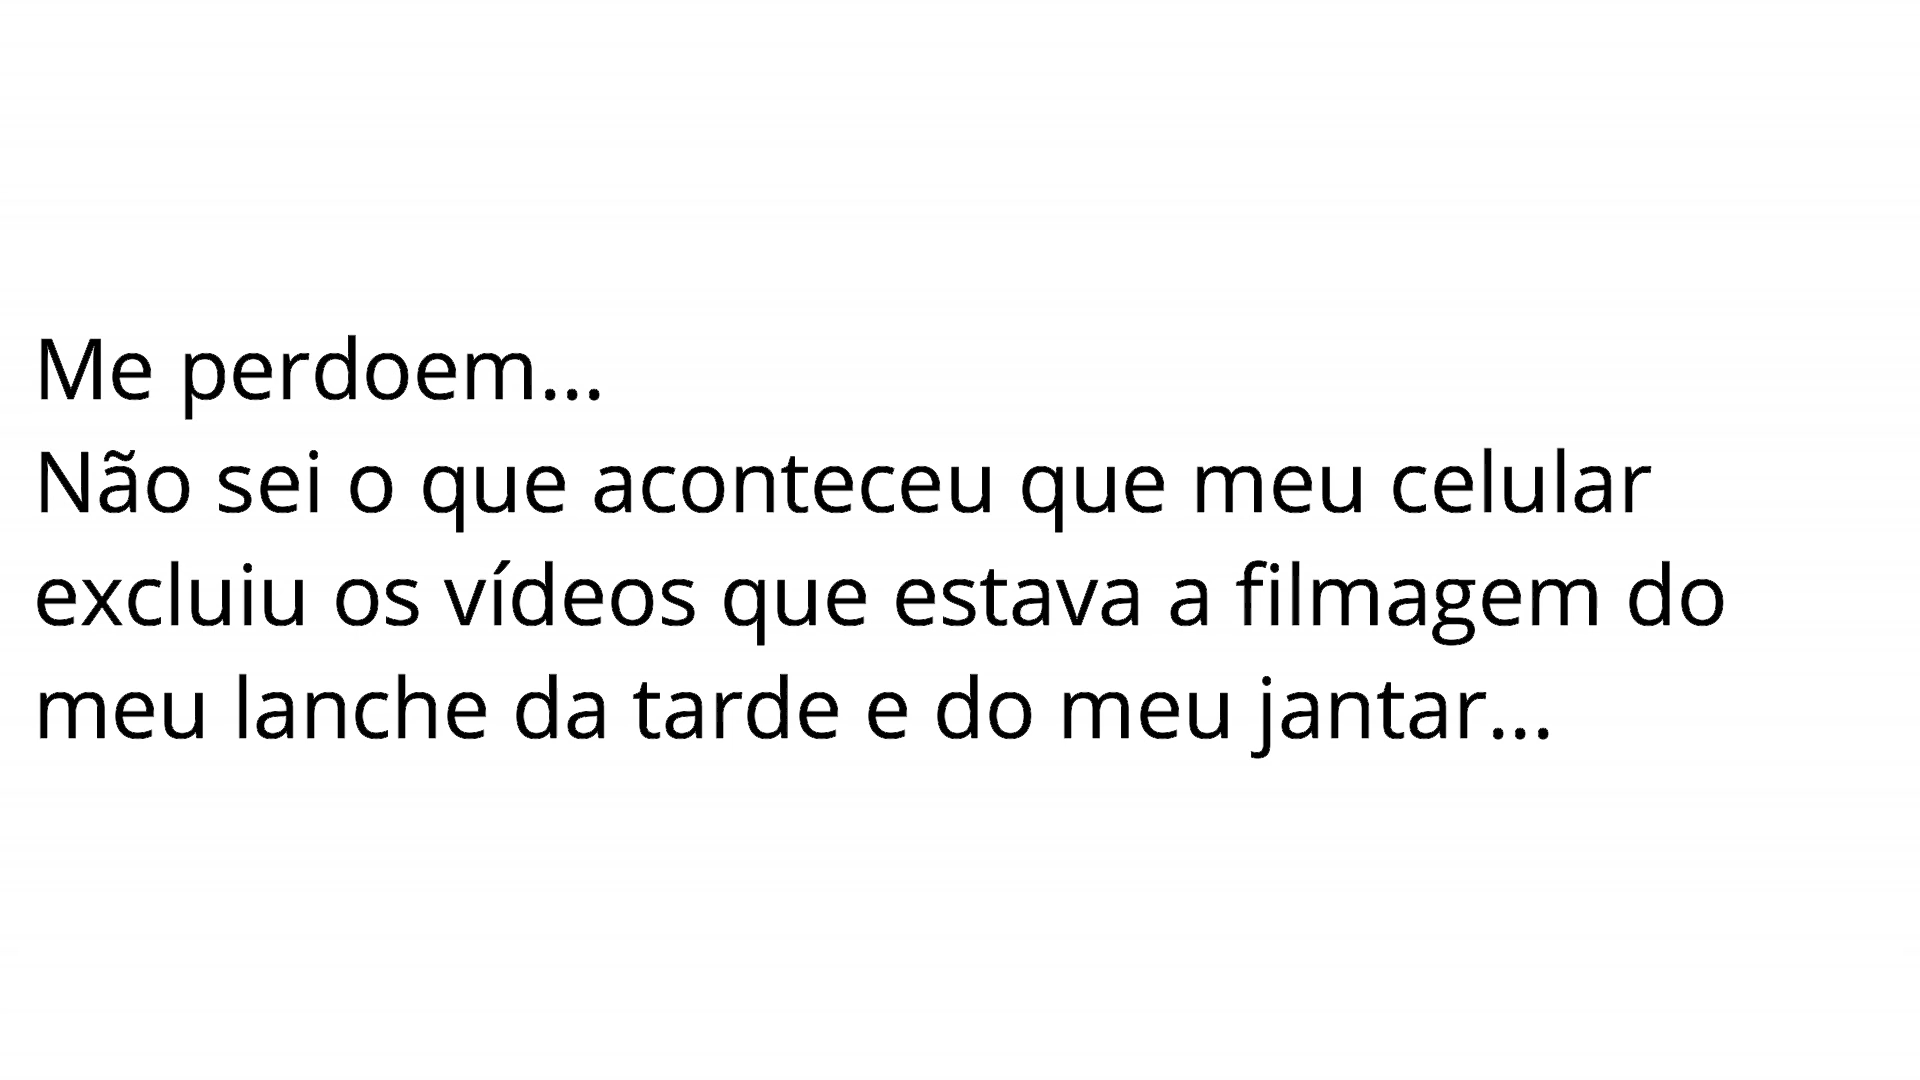 Me perdoem...
Não sei o que aconteceu que meu celular
excluiu os vídeos que estava a filmagem do
meu lanche da tarde e do meu jantar...